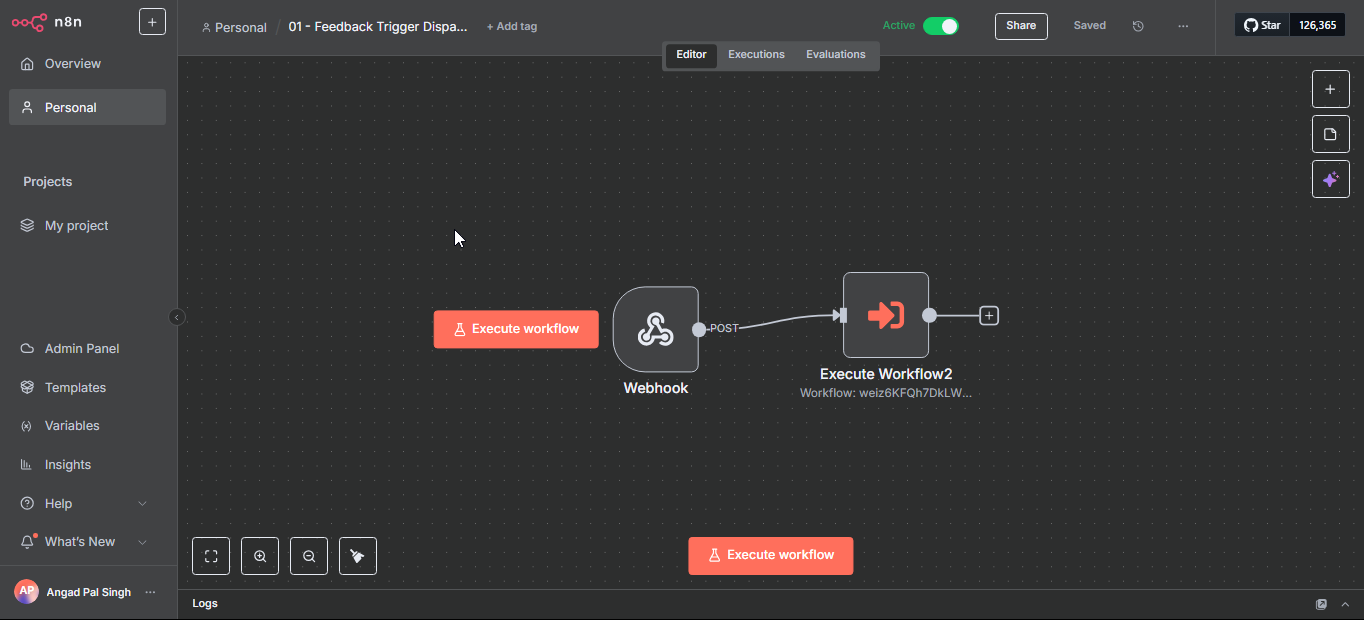 n8n
+
Personal / 01 - Feedback Trigger Dispa... + Add tag
Active
Share
Saved
...
Star 126,365
Editor Executions Evaluations
Overview
Personal
Projects
My project
Admin Panel
Templates
Variables
Insights
Help
What's New
AP Angad Pal Singh ...
Execute workflow
POST
Webhook
Execute Workflow2
Workflow: weiz6KFQh7DkLW...
Execute workflow
Logs